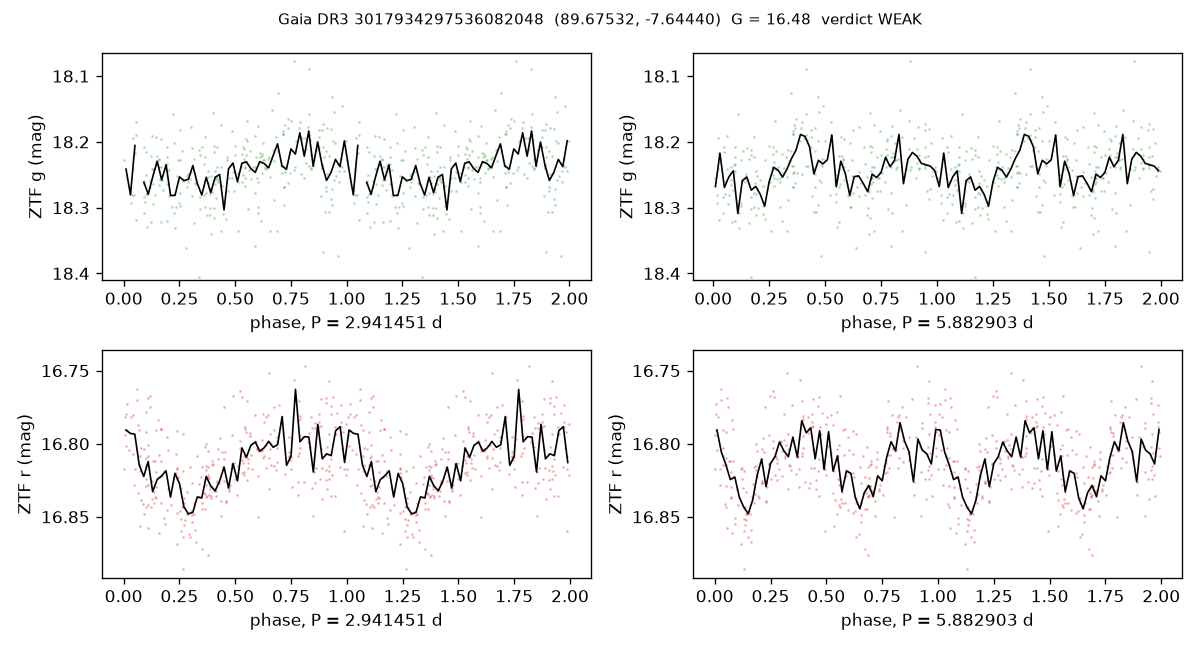 Gaia DR3 3017934297536082048 (89.67532, -7.64440) G = 16.48 verdict WEAK
ZTF g (mag)
18.1
18.2
18.3
18.4
0.00 0.25 0.50 0.75 1.00 1.25 1.50 1.75 2.00
phase, P = 2.941451 d
ZTF g (mag)
18.1
18.2
18.3
18.4
0.00 0.25 0.50 0.75 1.00 1.25 1.50 1.75 2.00
phase, P = 5.882903 d
ZTF r (mag)
16.75
16.80
16.85
0.00 0.25 0.50 0.75 1.00 1.25 1.50 1.75 2.00
phase, P = 2.941451 d
ZTF r (mag)
16.75
16.80
16.85
0.00 0.25 0.50 0.75 1.00 1.25 1.50 1.75 2.00
phase, P = 5.882903 d